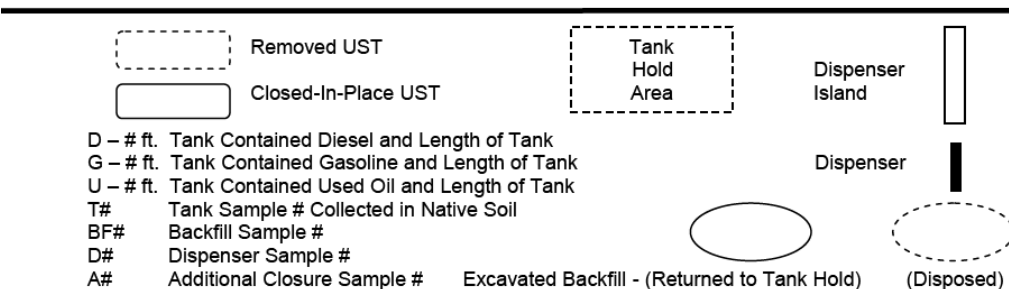 Removed UST
Tank
Hold
Area
Dispenser
Island
Closed-In-Place UST
D – # ft. Tank Contained Diesel and Length of Tank
G – # ft. Tank Contained Gasoline and Length of Tank
Dispenser
U – # ft. Tank Contained Used Oil and Length of Tank
T# Tank Sample # Collected in Native Soil
BF# Backfill Sample #
D# Dispenser Sample #
A# Additional Closure Sample # Excavated Backfill - (Returned to Tank Hold) (Disposed)